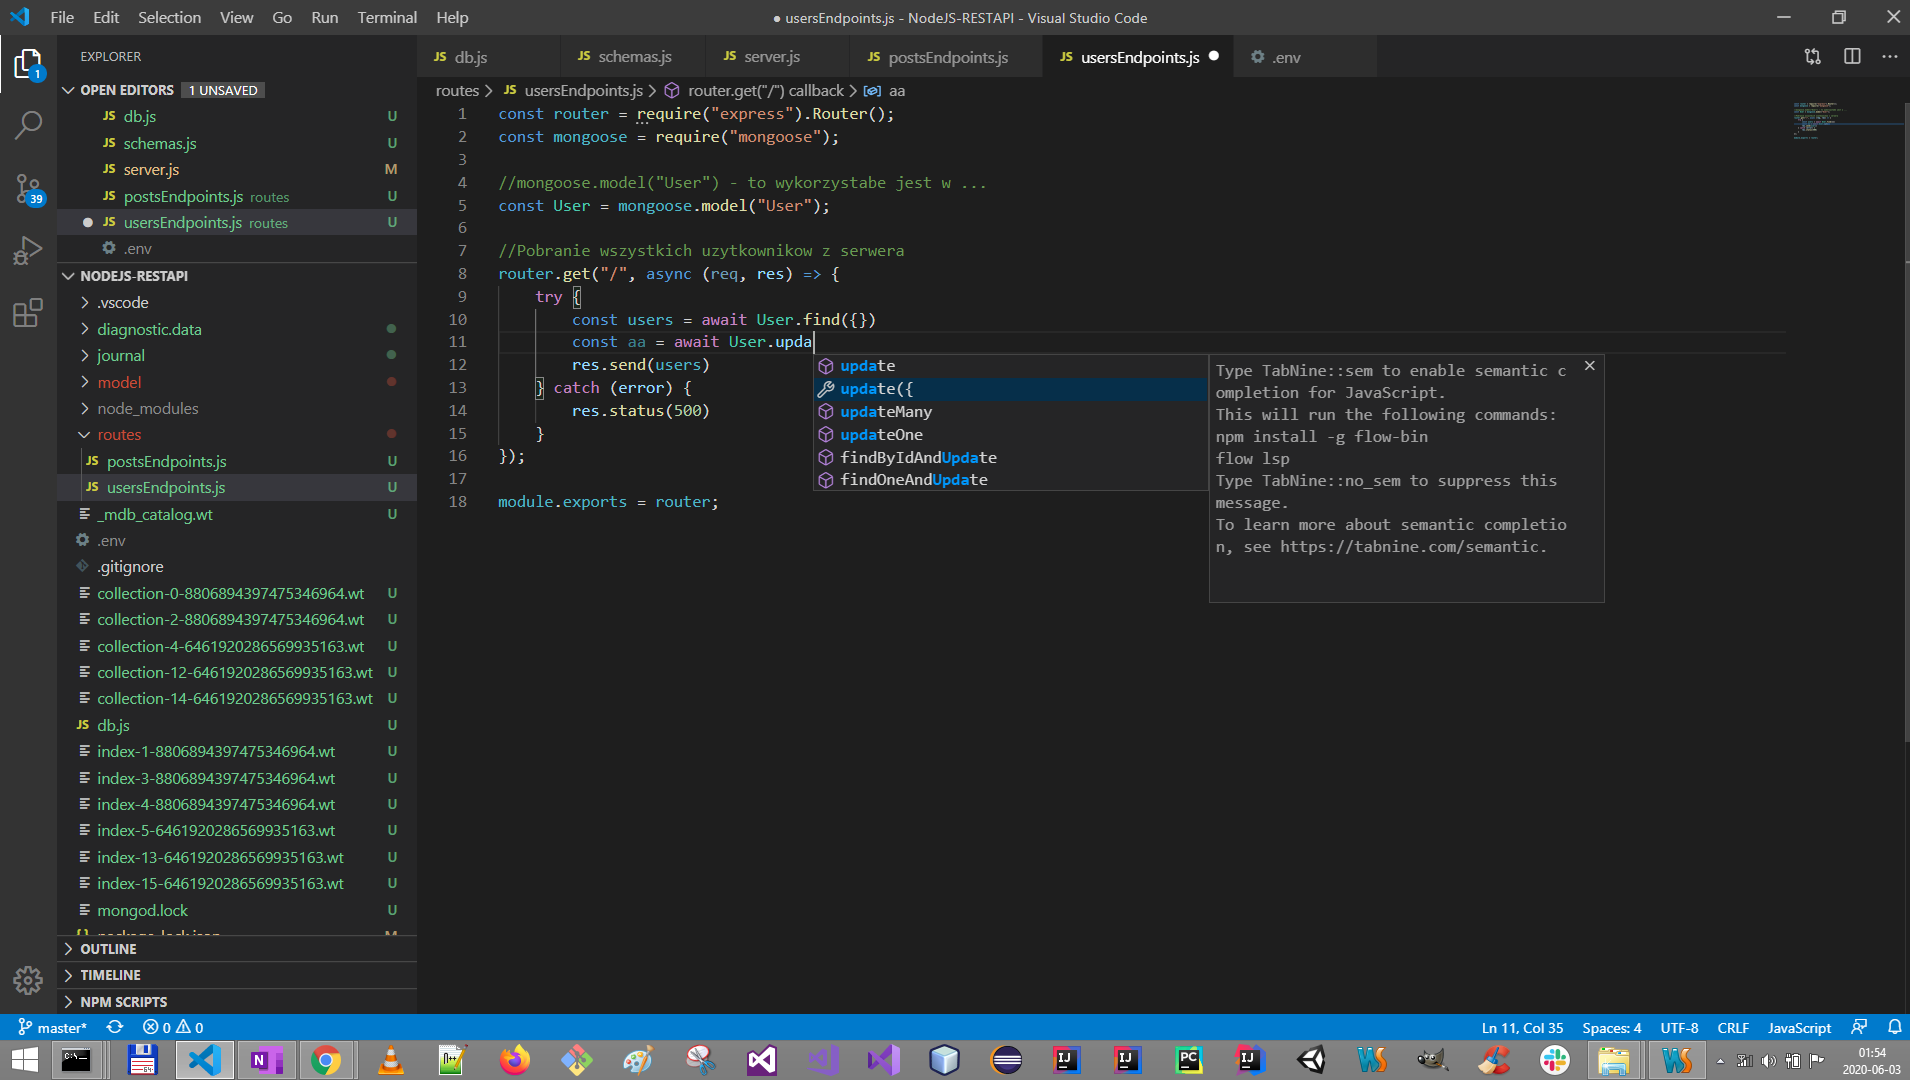 File Edit Selection View Go Run Terminal Help
● usersEndpoints.js - NodeJS-RESTAPI - Visual Studio Code
EXPLORER
OPEN EDITORS 1 UNSAVED
JS db.js U
JS schemas.js U
JS server.js M
JS postsEndpoints.js routes U
● JS usersEndpoints.js routes U
.env
NODEJS-RESTAPI
.vscode
diagnostic.data
journal
model
node_modules
routes
JS postsEndpoints.js U
JS usersEndpoints.js U
_mdb_catalog.wt U
.env
.gitignore
collection-0-8806894397475346964.wt U
collection-2-8806894397475346964.wt U
collection-4-6461920286569935163.wt U
collection-12-6461920286569935163.wt U
collection-14-6461920286569935163.wt U
JS db.js U
index-1-8806894397475346964.wt U
index-3-8806894397475346964.wt U
index-4-8806894397475346964.wt U
index-5-6461920286569935163.wt U
index-13-6461920286569935163.wt U
index-15-6461920286569935163.wt U
mongod.lock U
OUTLINE
TIMELINE
NPM SCRIPTS
1
39
JS db.js JS schemas.js JS server.js JS postsEndpoints.js JS usersEndpoints.js ● .env
routes > JS usersEndpoints.js > router.get("/") callback > aa
1 const router = require("express").Router();
2 const mongoose = require("mongoose");
3
4 //mongoose.model("User") - to wykorzystabe jest w ...
5 const User = mongoose.model("User");
6
7 //Pobranie wszystkich uzytkownikow z serwera
8 router.get("/", async (req, res) => {
9 try {
10 const users = await User.find({})
11 const aa = await User.upda
12 res.send(users)
13 } catch (error) {
14 res.status(500)
15 }
16 });
17
18 module.exports = router;
update
update({
updateMany
updateOne
findByIdAndUpdate
findOneAndUpdate
Type TabNine::sem to enable semantic c
ompletion for JavaScript.
This will run the following commands:
npm install -g flow-bin
flow lsp
Type TabNine::no_sem to suppress this
message.
To learn more about semantic completio
n, see https://tabnine.com/semantic.
master* 0 0
Ln 11, Col 35 Spaces: 4 UTF-8 CRLF JavaScript
01:54
2020-06-03